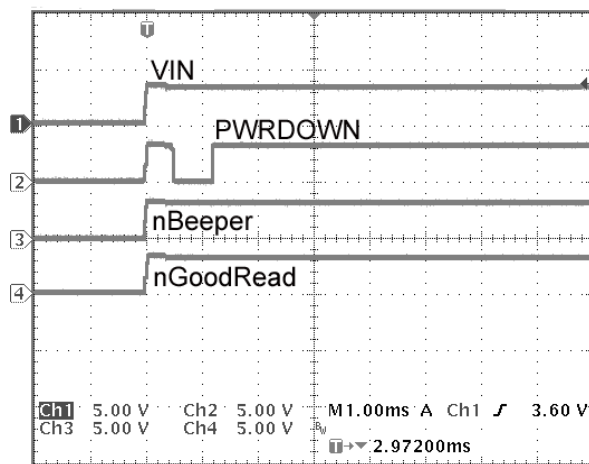 T
VIN
1
PWRDOWN
2
nBeeper
3
nGoodRead
4
Ch1 5.00 V Ch2 5.00 V M1.00ms A Ch1 3.60 V
Ch3 5.00 V Ch4 5.00 V BW
T 2.97200ms